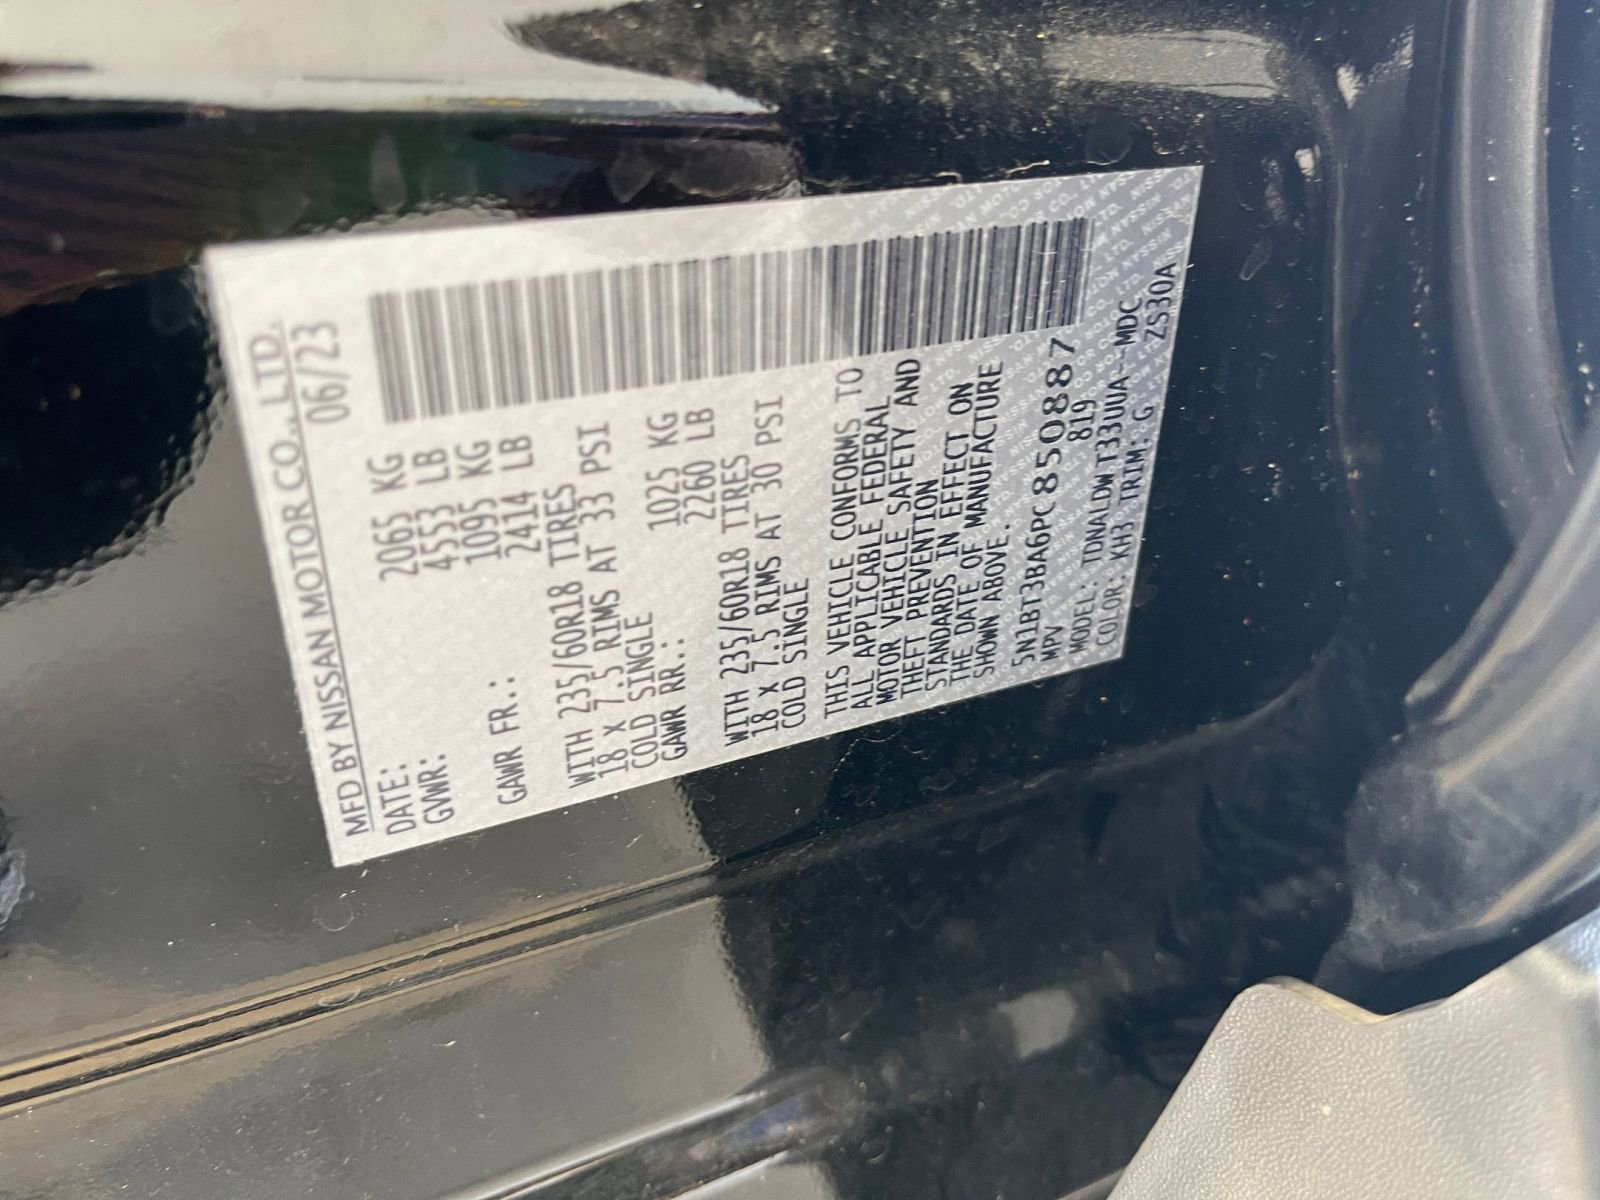 MFD BY NISSAN MOTOR CO., LTD.
DATE: 06/23
GVWR: 2065 KG
4553 LB
1095 KG
GAWR FR.: 2414 LB
WITH 235/60R18 TIRES
18 X 7.5 RIMS AT 33 PSI
COLD SINGLE
GAWR RR.: 1025 KG
2260 LB
WITH 235/60R18 TIRES
18 X 7.5 RIMS AT 30 PSI
COLD SINGLE
THIS VEHICLE CONFORMS TO
ALL APPLICABLE FEDERAL
MOTOR VEHICLE SAFETY AND
THEFT PREVENTION
STANDARDS IN EFFECT ON
THE DATE OF MANUFACTURE
SHOWN ABOVE.
5N1BT3BA6PC850887
MPV 819
MODEL: TDNALDWT33UUA--MDC
COLOR: KH3 TRIM: G ZS30A